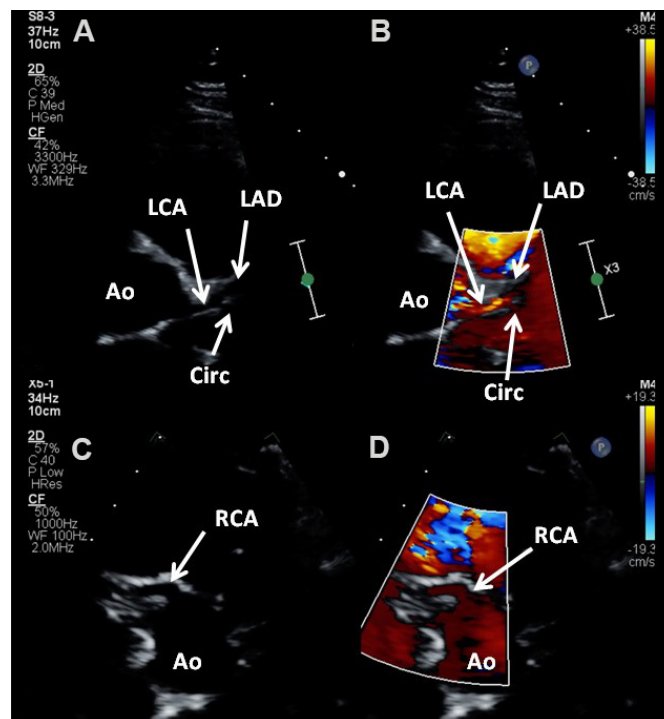 S8-3
37Hz
10cm
2D
65%
C 39
P Med
HGen
CF
42%
3300Hz
WF 329Hz
3.3MHz
A
LCA
LAD
Ao
Circ
B
P
M4
+38.5
-38.5
cm/s
LCA
LAD
X3
Ao
Circ
X5-1
34Hz
10cm
2D
57%
C 40
P Low
HRes
CF
50%
1000Hz
WF 100Hz
2.0MHz
C
RCA
Ao
D
P
M4
+19.3
-19.3
cm/s
RCA
Ao